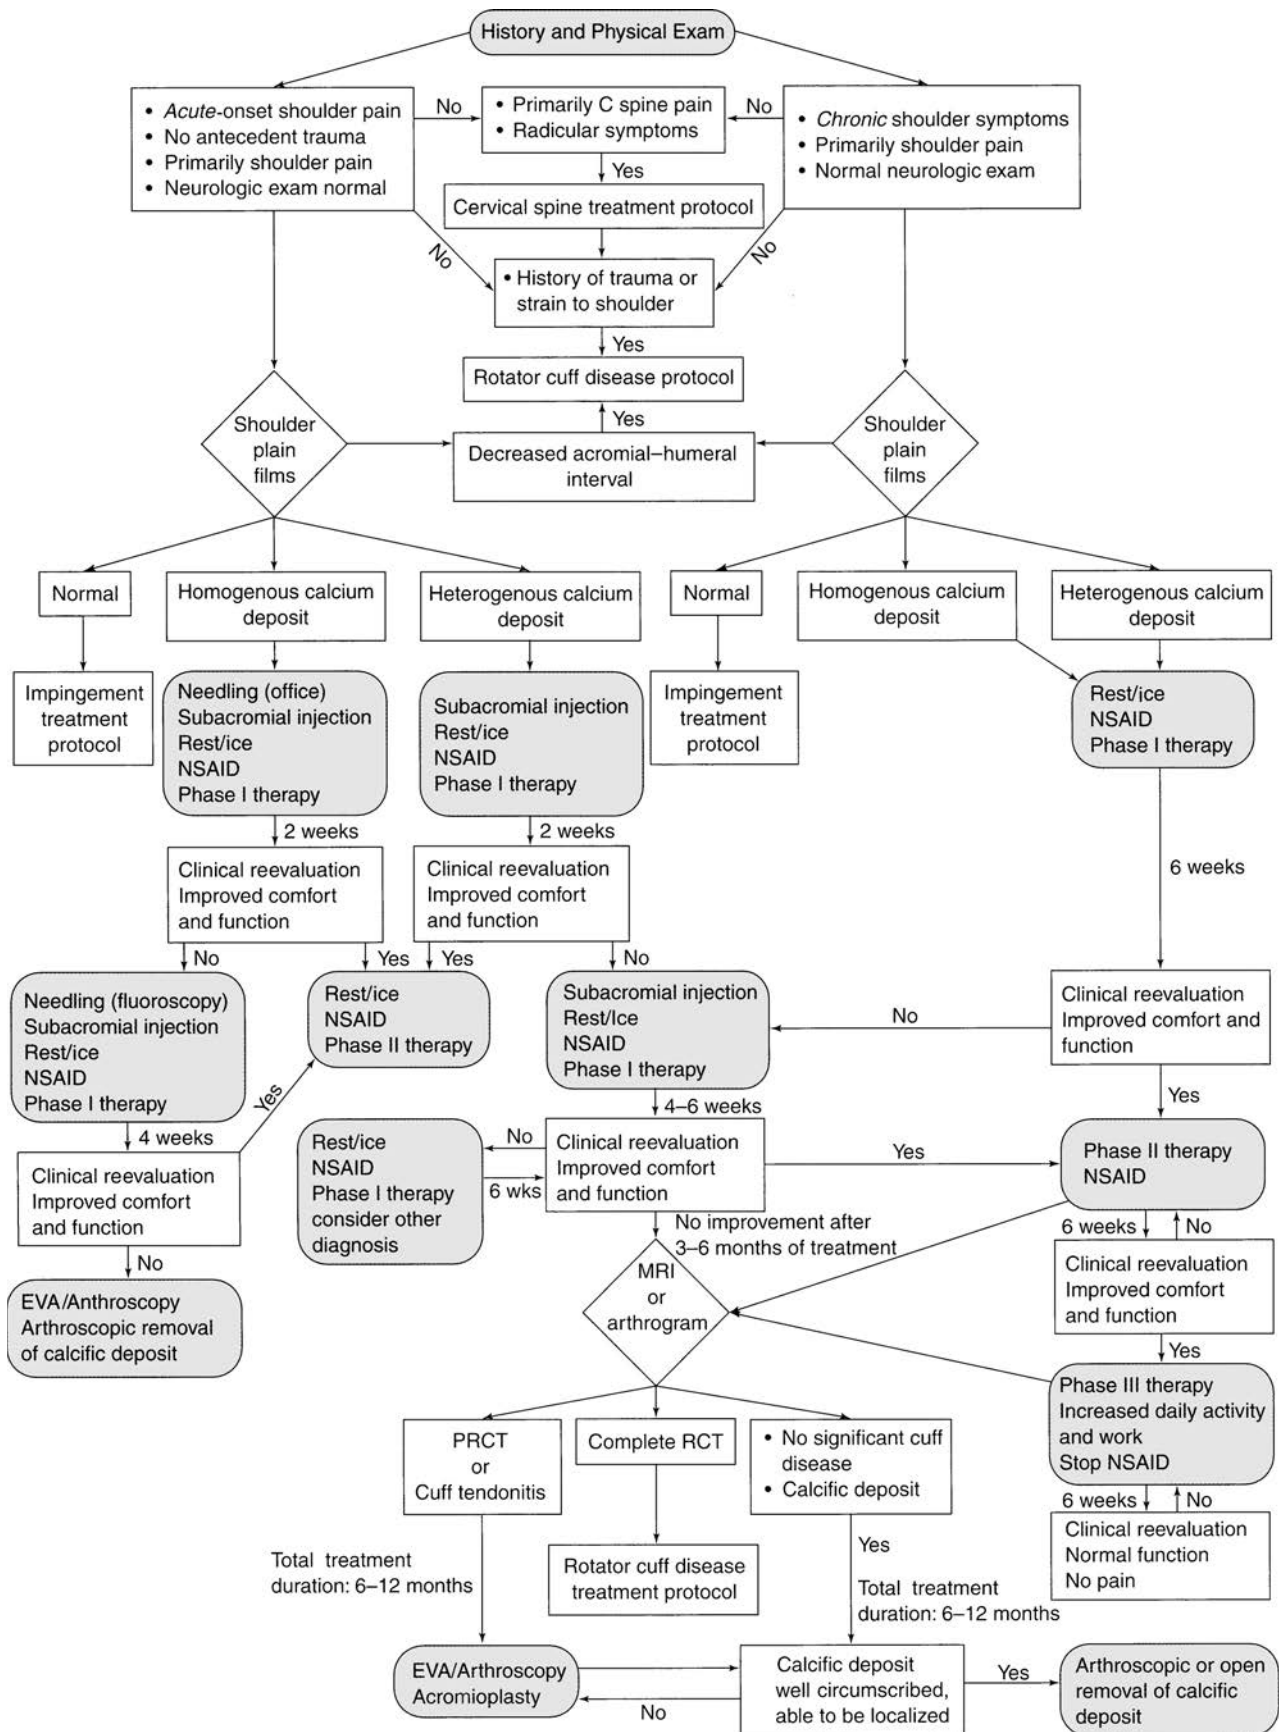 History and Physical Exam
• Acute-onset shoulder pain
• No antecedent trauma
• Primarily shoulder pain
• Neurologic exam normal
No
• Primarily C spine pain
• Radicular symptoms
No
• Chronic shoulder symptoms
• Primarily shoulder pain
• Normal neurologic exam
Yes
Cervical spine treatment protocol
No
No
• History of trauma or
strain to shoulder
Yes
Rotator cuff disease protocol
Yes
Shoulder
plain
films
Decreased acromial–humeral
interval
Shoulder
plain
films
Normal
Homogenous calcium
deposit
Heterogenous calcium
deposit
Normal
Homogenous calcium
deposit
Heterogenous calcium
deposit
Impingement
treatment
protocol
Needling (office)
Subacromial injection
Rest/ice
NSAID
Phase I therapy
Subacromial injection
Rest/ice
NSAID
Phase I therapy
Impingement
treatment
protocol
Rest/ice
NSAID
Phase I therapy
2 weeks
2 weeks
6 weeks
Clinical reevaluation
Improved comfort
and function
Clinical reevaluation
Improved comfort
and function
No
Yes
Yes
No
Needling (fluoroscopy)
Subacromial injection
Rest/ice
NSAID
Phase I therapy
Rest/ice
NSAID
Phase II therapy
Subacromial injection
Rest/Ice
NSAID
Phase I therapy
No
Clinical reevaluation
Improved comfort and
function
Yes
4 weeks
4–6 weeks
Yes
Clinical reevaluation
Improved comfort
and function
Rest/ice
NSAID
Phase I therapy
consider other
diagnosis
No
6 wks
Clinical reevaluation
Improved comfort
and function
Yes
Phase II therapy
NSAID
No
No improvement after
3–6 months of treatment
6 weeks
No
EVA/Anthroscopy
Arthroscopic removal
of calcific deposit
MRI
or
arthrogram
Clinical reevaluation
Improved comfort
and function
Yes
Phase III therapy
Increased daily activity
and work
Stop NSAID
PRCT
or
Cuff tendonitis
Complete RCT
• No significant cuff
disease
• Calcific deposit
6 weeks
No
Clinical reevaluation
Normal function
No pain
Total treatment
duration: 6–12 months
Rotator cuff disease
treatment protocol
Yes
Total treatment
duration: 6–12 months
EVA/Arthroscopy
Acromioplasty
No
Calcific deposit
well circumscribed,
able to be localized
Yes
Arthroscopic or open
removal of calcific
deposit